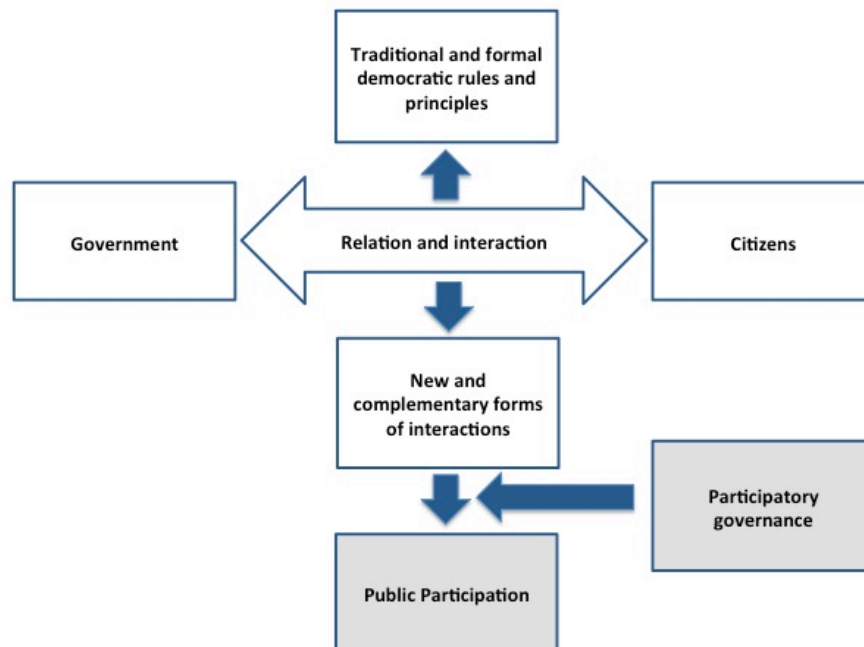 Traditional and formal
democratic rules and
principles
Government
Relation and interaction
Citizens
New and
complementary forms
of interactions
Participatory
governance
Public Participation